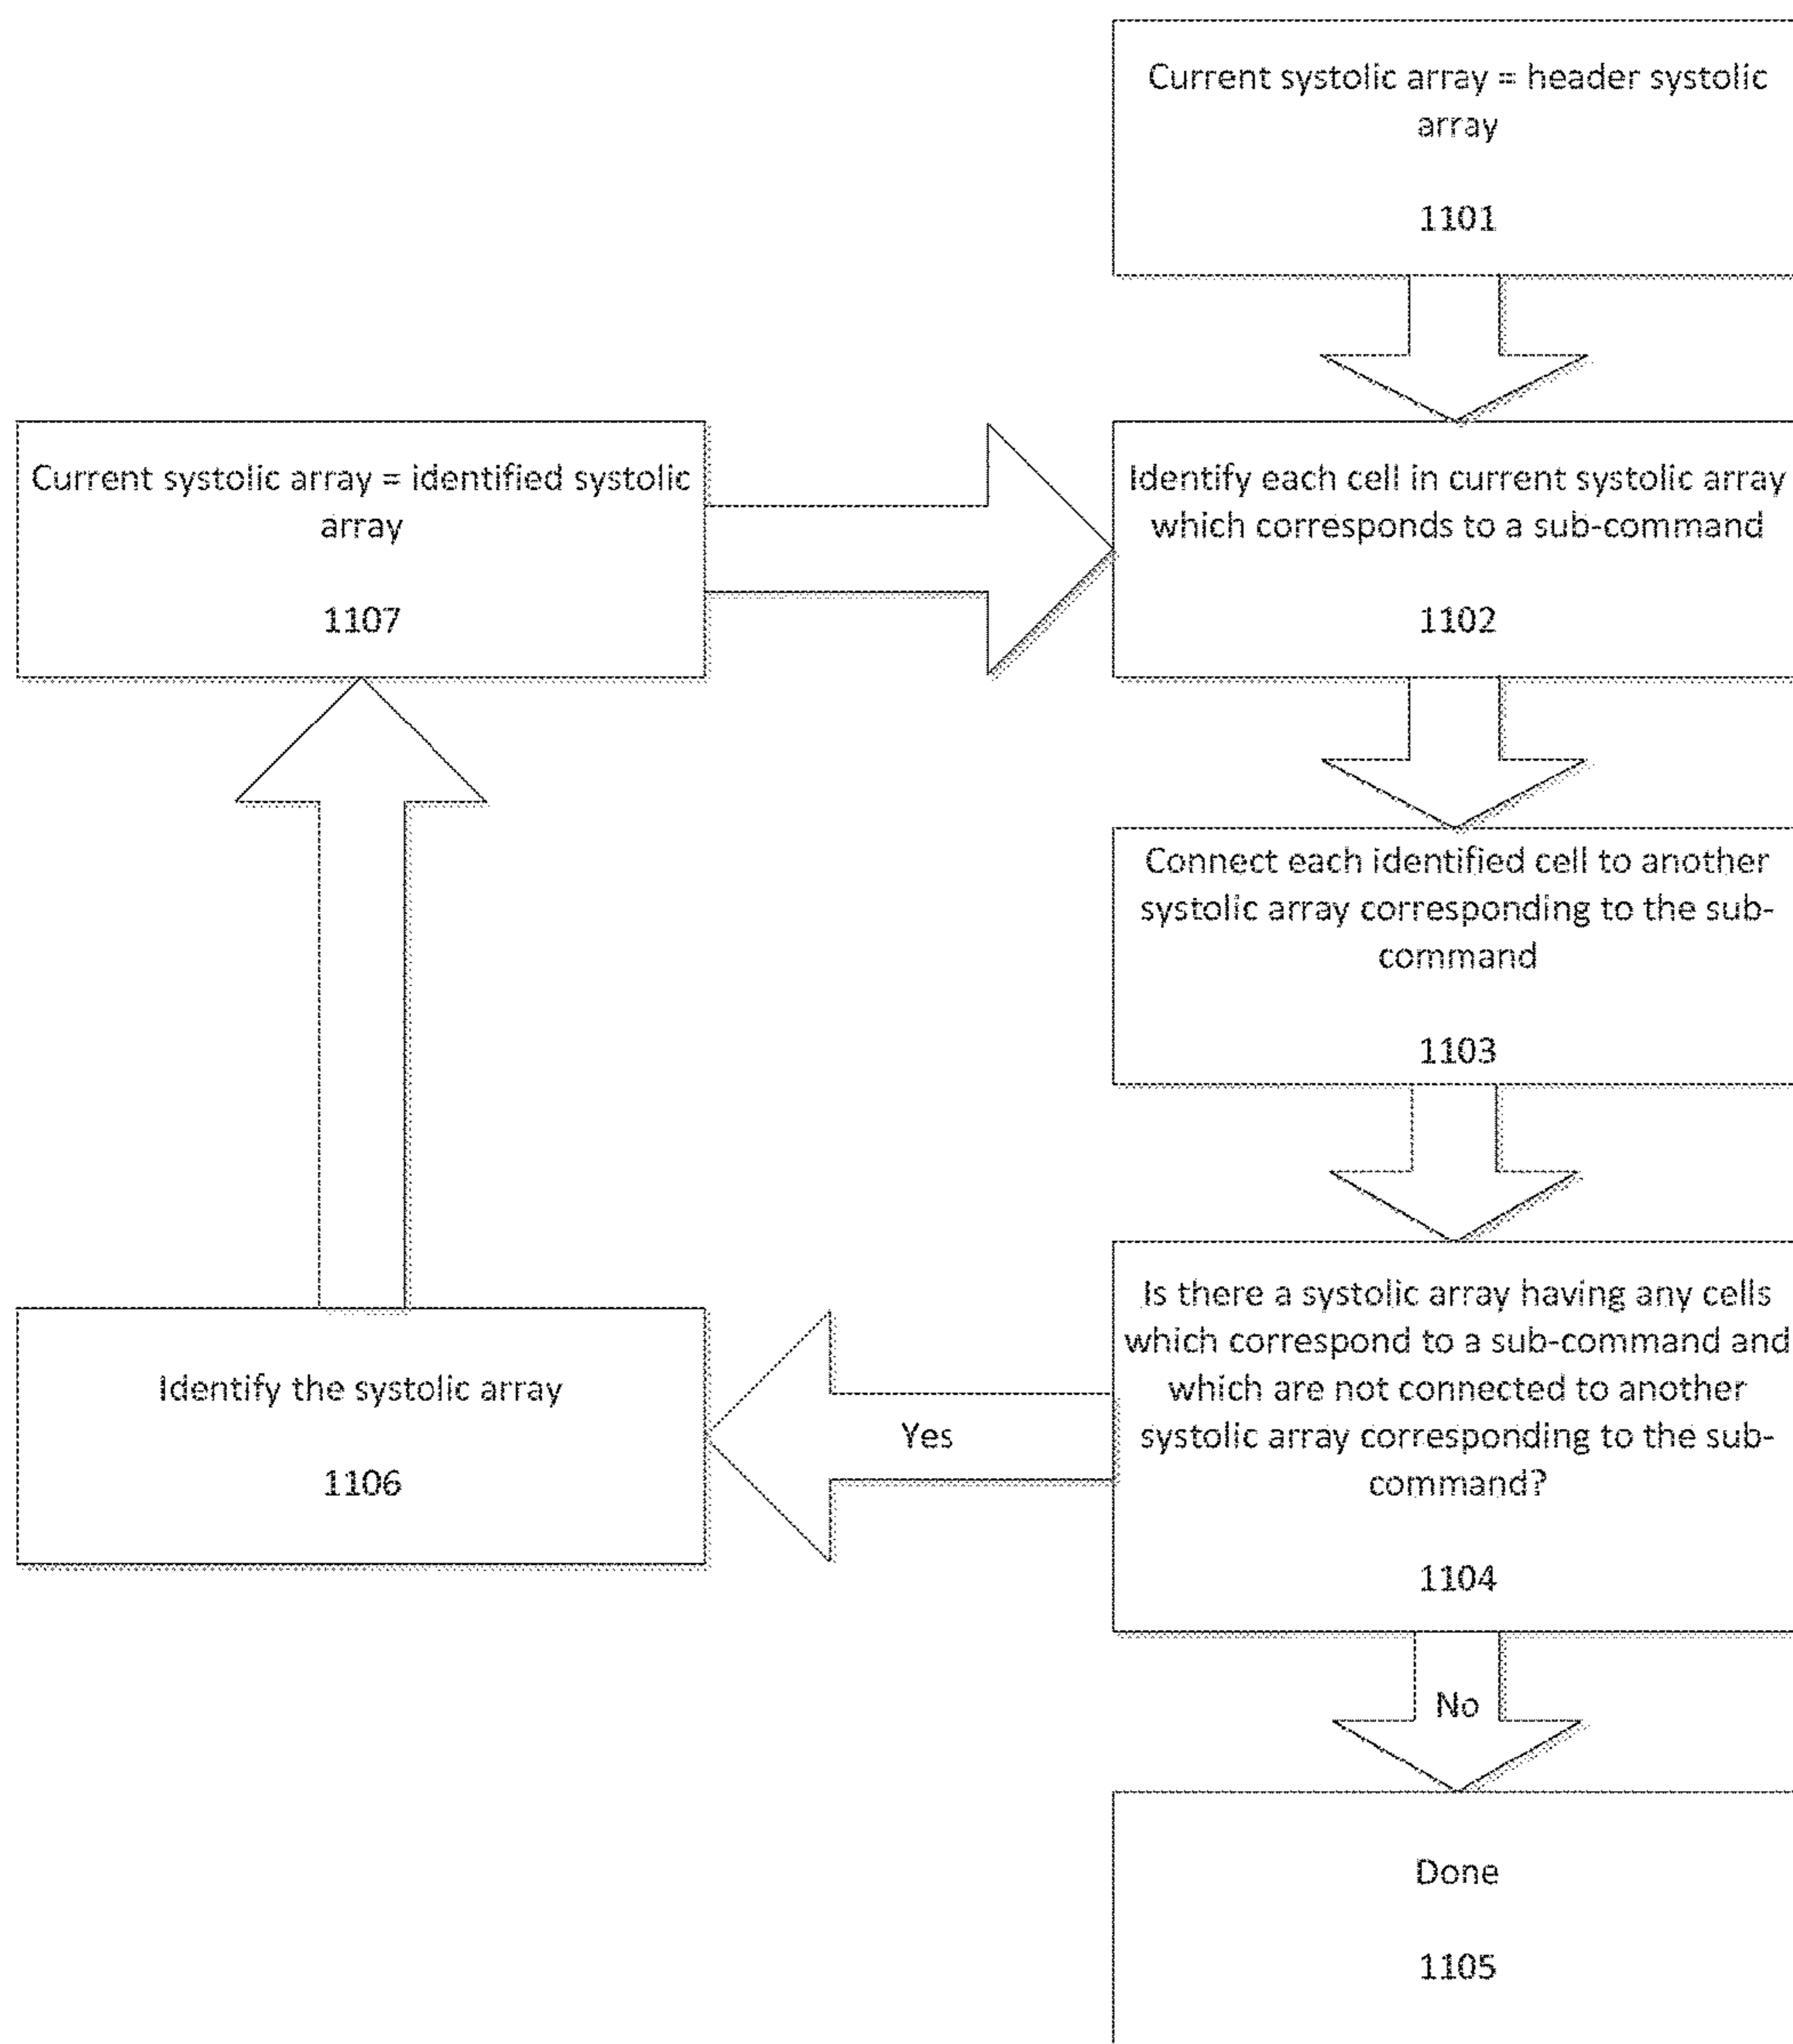 Current systolic array = header systolic
array
1101
Current systolic array = identified systolic
array
1107
Identify each cell in current systolic array
which corresponds to a sub-command
1102
Connect each identified cell to another
systolic array corresponding to the sub-
command
1103
Is there a systolic array having any cells
which correspond to a sub-command and
which are not connected to another
systolic array corresponding to the sub-
command?
1104
Yes
Identify the systolic array
1106
No
Done
1105